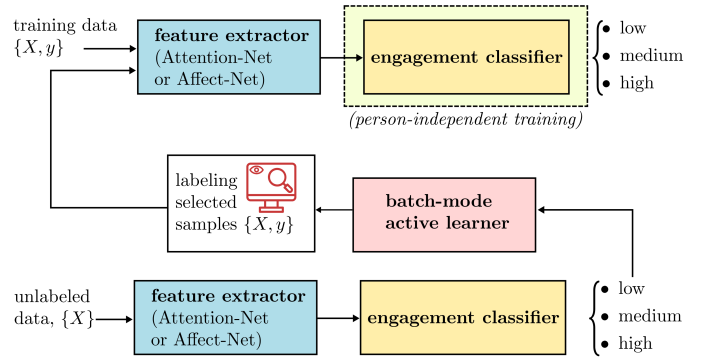 training data
{X, y}
feature extractor
(Attention-Net
or Affect-Net)
engagement classifier
• low
• medium
• high
(person-independent training)
labeling
selected
samples {X, y}
batch-mode
active learner
unlabeled
data, {X}
feature extractor
(Attention-Net
or Affect-Net)
engagement classifier
• low
• medium
• high